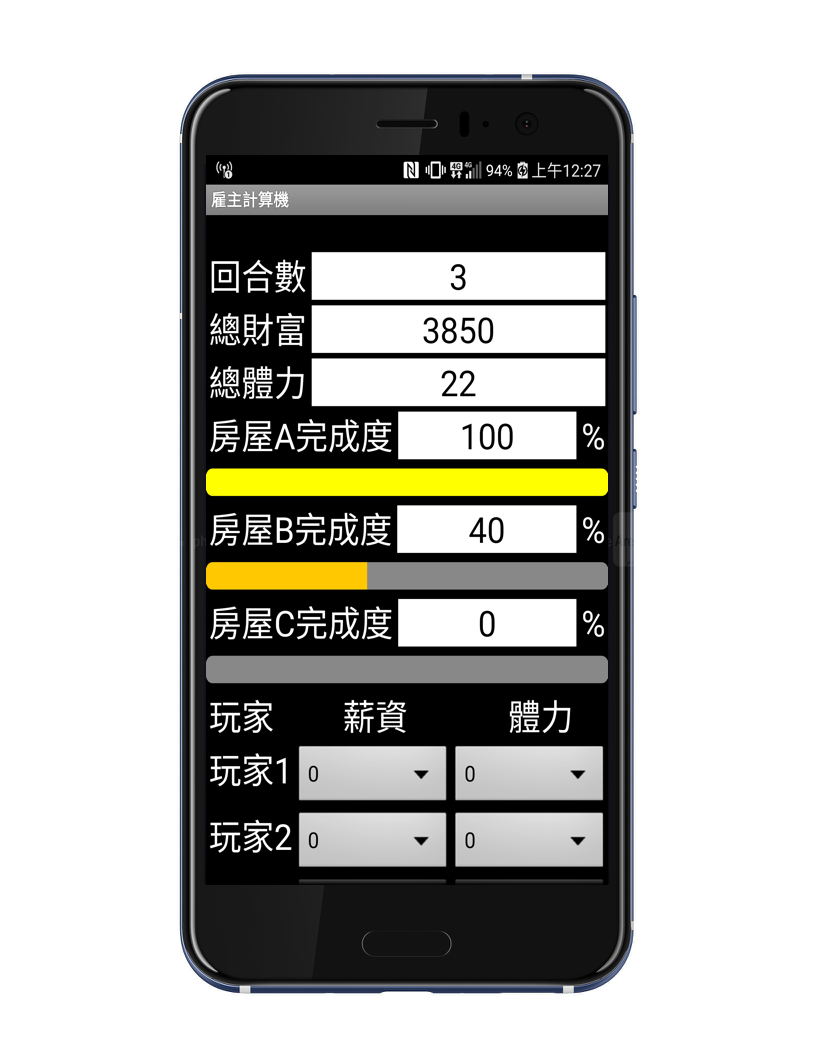 4G 4G 94% 上午12:27
雇主計算機
回合數 3
總財富 3850
總體力 22
房屋A完成度 100 %
房屋B完成度 40 %
房屋C完成度 0 %
玩家 薪資 體力
玩家1 0 0
玩家2 0 0